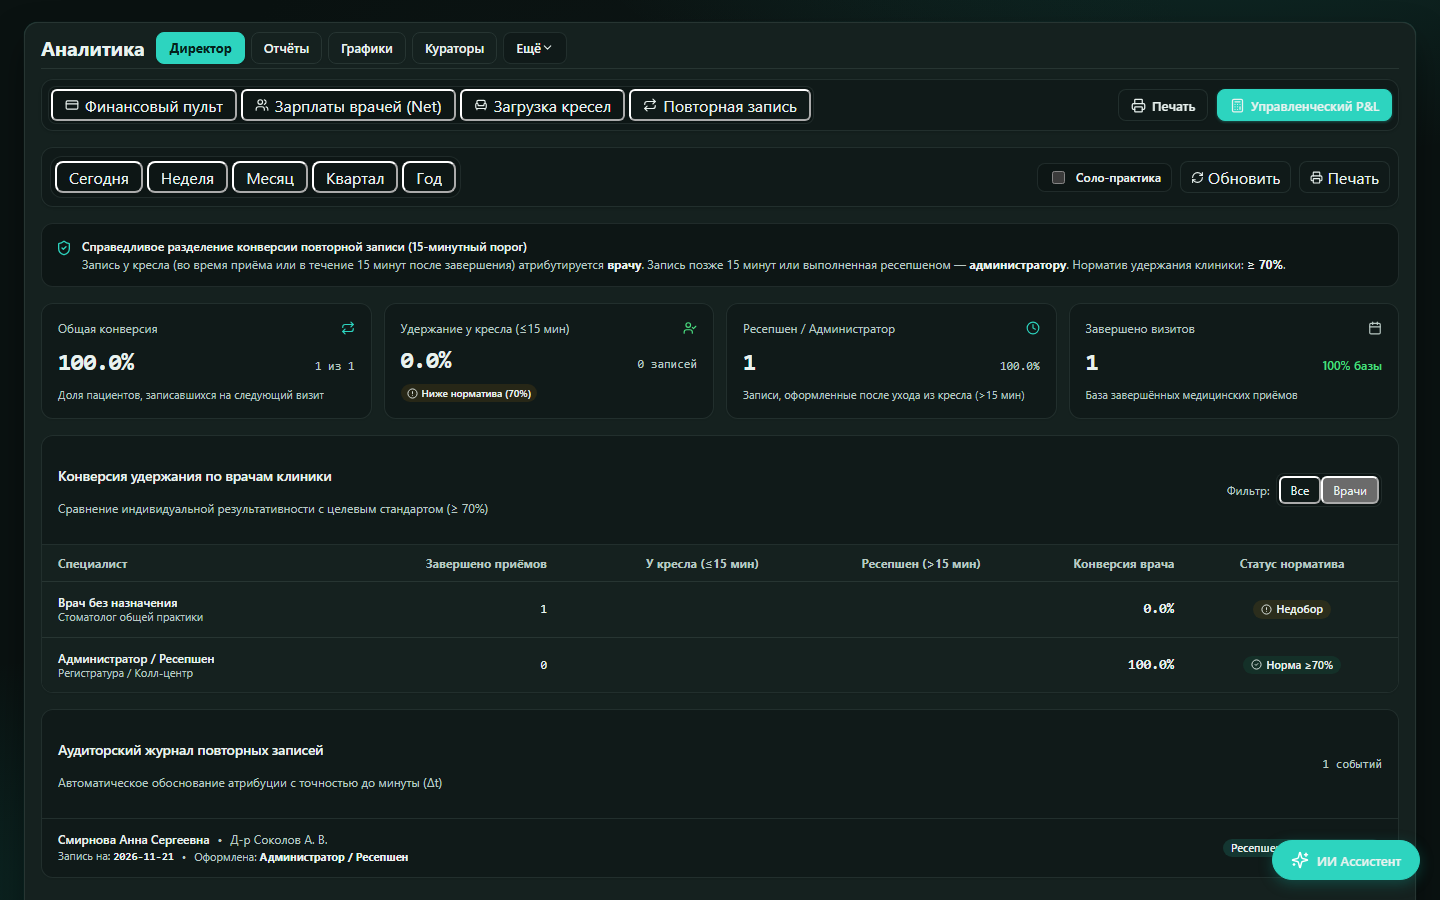 Аналитика Директор Отчёты Графики Кураторы Ещё
Финансовый пульт Зарплаты врачей (Net) Загрузка кресел Повторная запись Печать Управленческий P&L
Сегодня Неделя Месяц Квартал Год Соло-практика Обновить Печать
Справедливое разделение конверсии повторной записи (15-минутный порог)
Запись у кресла (во время приёма или в течение 15 минут после завершения) атрибутируется врачу. Запись позже 15 минут или выполненная ресепшеном — администратору. Норматив удержания клиники: ≥ 70%.
Общая конверсия
100.0% 1 из 1
Доля пациентов, записавшихся на следующий визит
Удержание у кресла (≤15 мин)
0.0% 0 записей
Ниже норматива (70%)
Ресепшен / Администратор
1 100.0%
Записи, оформленные после ухода из кресла (>15 мин)
Завершено визитов
1 100% базы
База завершённых медицинских приёмов
Конверсия удержания по врачам клиники
Сравнение индивидуальной результативности с целевым стандартом (≥ 70%)
Фильтр: Все Врачи
Специалист Завершено приёмов У кресла (≤15 мин) Ресепшен (>15 мин) Конверсия врача Статус норматива
Врач без назначения
Стоматолог общей практики
1 0.0% Недобор
Администратор / Ресепшен
Регистратура / Колл-центр
0 100.0% Норма ≥70%
Аудиторский журнал повторных записей
Автоматическое обоснование атрибуции с точностью до минуты (Δt)
1 событий
Смирнова Анна Сергеевна • Д-р Соколов А. В.
Запись на: 2026-11-21 • Оформлена: Администратор / Ресепшен
ИИ Ассистент